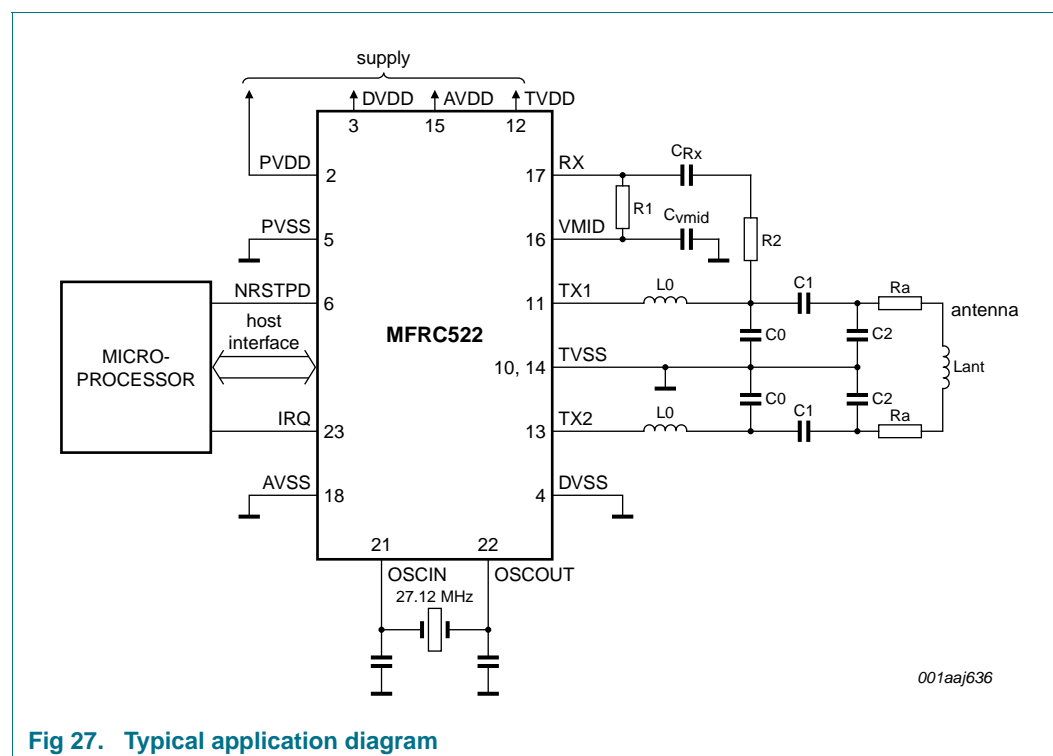 supply
DVDD
AVDD
TVDD
3
15
12
PVDD
2
17
RX
CRx
R1
R2
PVSS
5
16
VMID
Cvmid
NRSTPD
6
11
TX1
L0
C1
Ra
antenna
host
interface
MFRC522
MICRO-
PROCESSOR
C0
C2
10, 14
TVSS
Lant
C0
C2
IRQ
23
13
TX2
L0
C1
Ra
AVSS
18
4
DVSS
21
22
OSCIN
OSCOUT
27.12 MHz
001aaj636
Fig 27. Typical application diagram